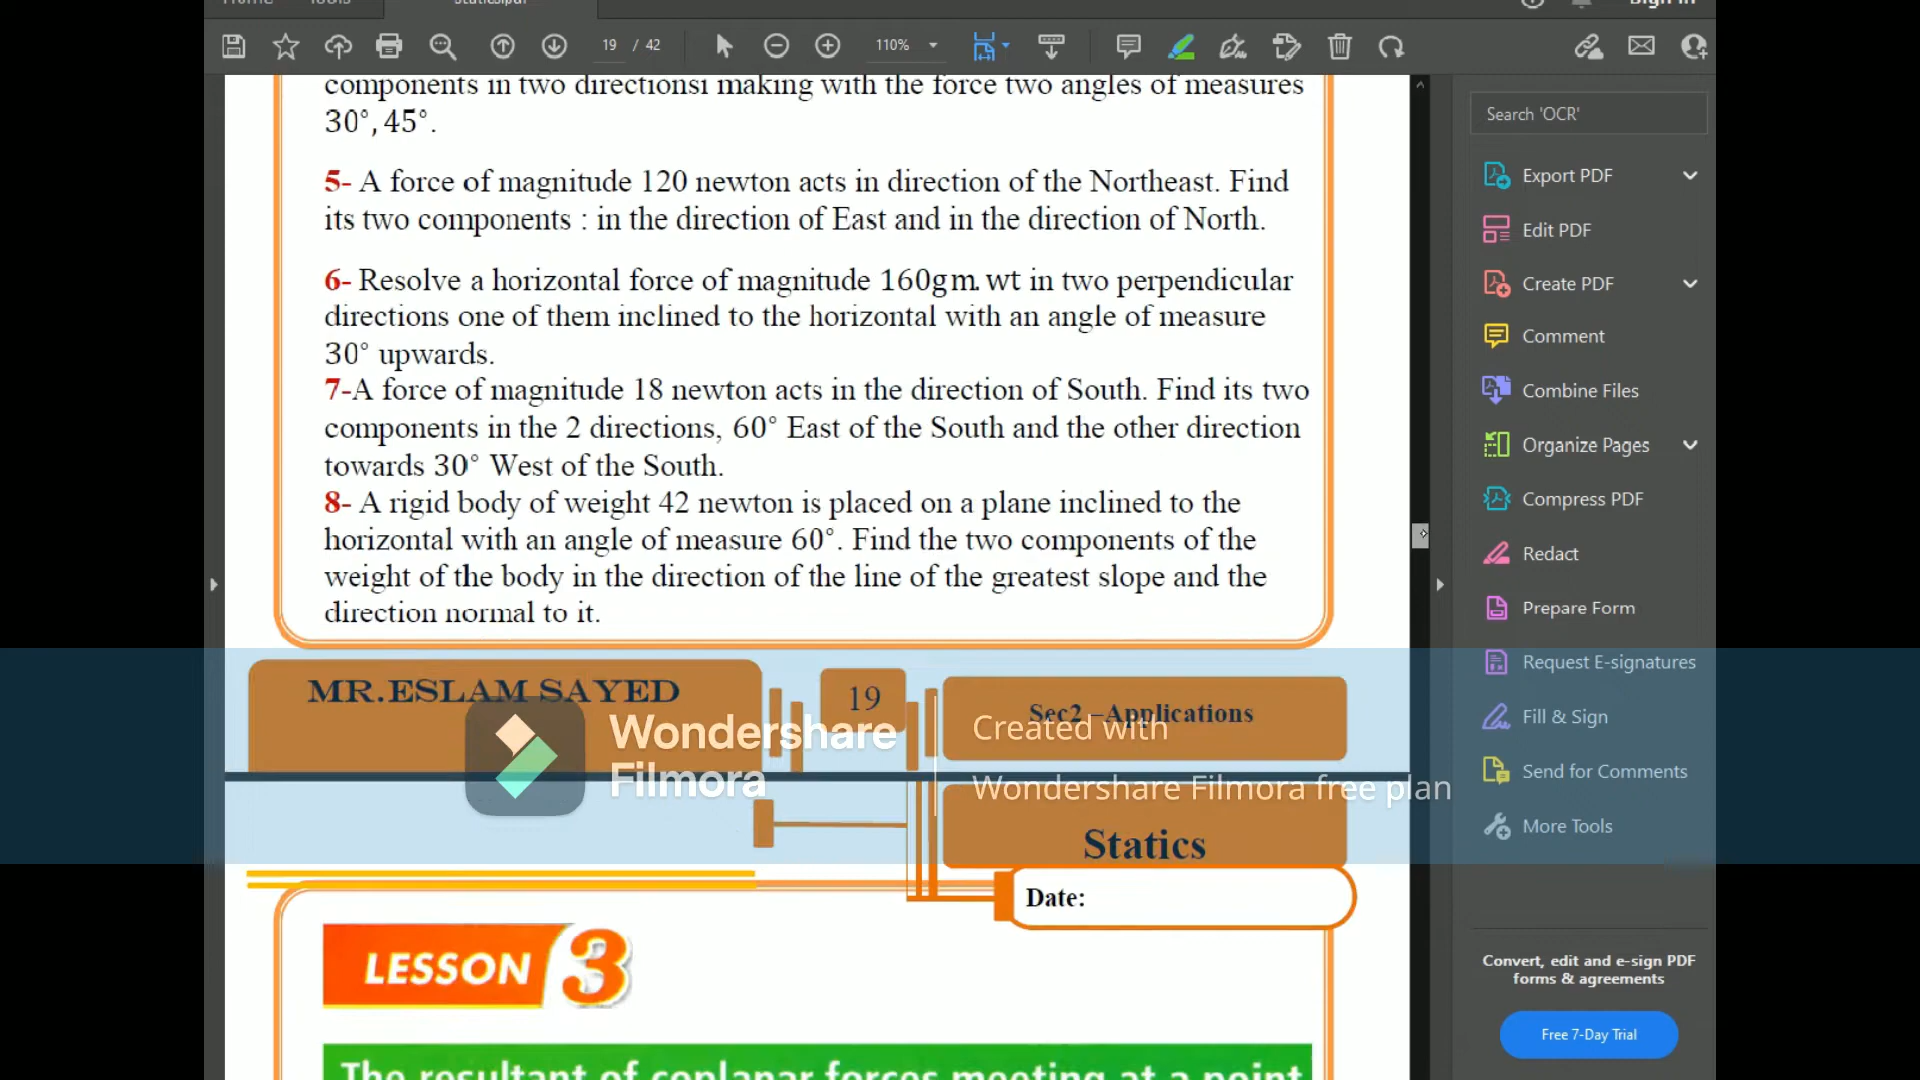 19 / 42
110%
components in two directionsi making with the force two angles of measures
30°, 45°.
5- A force of magnitude 120 newton acts in direction of the Northeast. Find
its two components : in the direction of East and in the direction of North.
6- Resolve a horizontal force of magnitude 160gm. wt in two perpendicular
directions one of them inclined to the horizontal with an angle of measure
30° upwards.
7-A force of magnitude 18 newton acts in the direction of South. Find its two
components in the 2 directions, 60° East of the South and the other direction
towards 30° West of the South.
8- A rigid body of weight 42 newton is placed on a plane inclined to the
horizontal with an angle of measure 60°. Find the two components of the
weight of the body in the direction of the line of the greatest slope and the
direction normal to it.
MR.ESLAM SAYED
19
Sec2 –Applications
Wondershare
Filmora
Created with
Wondershare Filmora free plan
Statics
Date:
LESSON 3
The resultant of coplanar forces meeting at a point
Search 'OCR'
Export PDF
Edit PDF
Create PDF
Comment
Combine Files
Organize Pages
Compress PDF
Redact
Prepare Form
Request E-signatures
Fill & Sign
Send for Comments
More Tools
Convert, edit and e-sign PDF
forms & agreements
Free 7-Day Trial